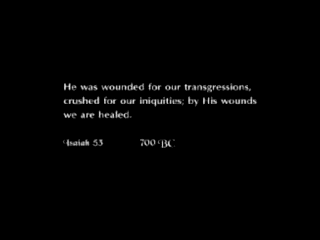 He was wounded for our transgressions,
crushed for our iniquities; by His wounds
we are healed.
Isaiah 53 700 BC